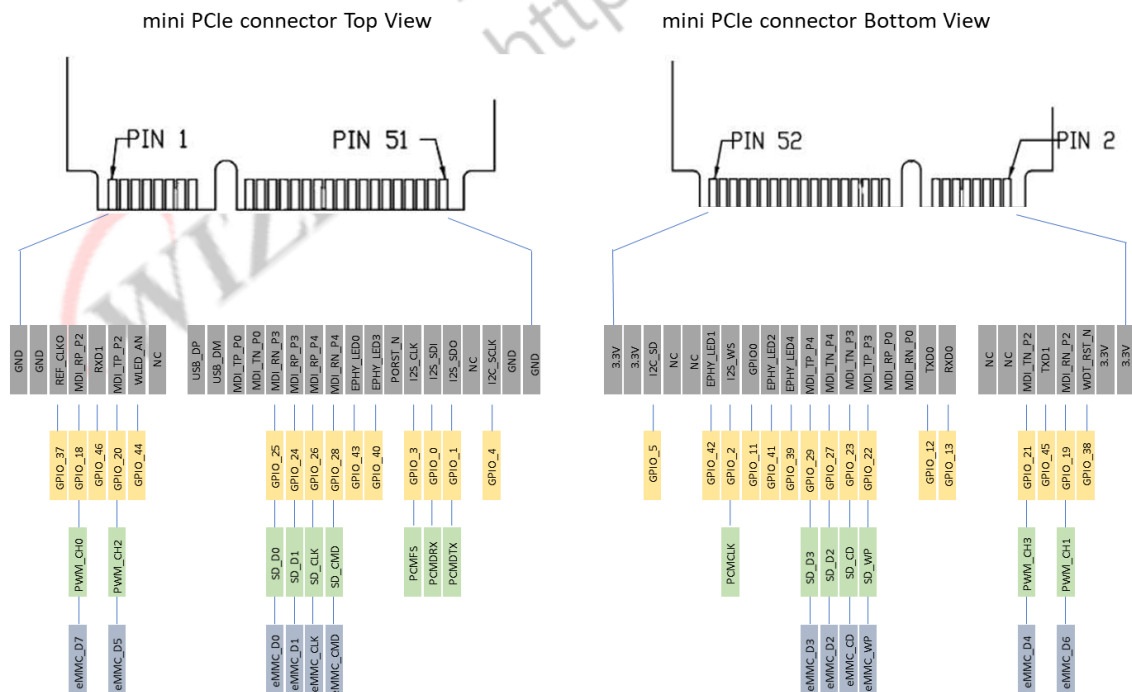 mini PCIe connector Top View
mini PCIe connector Bottom View
http
PIN 1
PIN 51
PIN 52
PIN 2
WIZ
GND
GND
REF_CLKO
MDI_RP_P2
RXD1
MDI_TP_P2
WLED_AN
NC
USB_DP
USB_DM
MDI_TP_P0
MDI_TN_P0
MDI_RN_P3
MDI_RP_P3
MDI_RP_P4
MDI_RN_P4
EPHY_LED0
EPHY_LED3
PORST_N
I2S_CLK
I2S_SDI
I2S_SDO
NC
I2C_SCLK
GND
GND
3.3V
3.3V
I2C_SD
NC
NC
EPHY_LED1
I2S_WS
GPIO0
EPHY_LED2
EPHY_LED4
MDI_TP_P4
MDI_TN_P4
MDI_TN_P3
MDI_TP_P3
MDI_RP_P0
MDI_RN_P0
TXD0
RXD0
NC
NC
MDI_TN_P2
TXD1
MDI_RN_P2
WDT_RST_N
3.3V
3.3V
GPIO_37
GPIO_18
GPIO_46
GPIO_20
GPIO_44
GPIO_25
GPIO_24
GPIO_26
GPIO_28
GPIO_43
GPIO_40
GPIO_3
GPIO_0
GPIO_1
GPIO_4
GPIO_5
GPIO_42
GPIO_2
GPIO_11
GPIO_41
GPIO_39
GPIO_29
GPIO_27
GPIO_23
GPIO_22
GPIO_12
GPIO_13
GPIO_21
GPIO_45
GPIO_19
GPIO_38
PWM_CH0
PWM_CH2
SD_D0
SD_D1
SD_CLK
SD_CMD
PCMFS
PCMDRX
PCMDTX
PCMCLK
SD_D3
SD_D2
SD_CD
SD_WP
PWM_CH3
PWM_CH1
eMMC_D7
eMMC_D5
eMMC_D0
eMMC_D1
eMMC_CLK
eMMC_CMD
eMMC_D3
eMMC_D2
eMMC_CD
eMMC_WP
eMMC_D4
eMMC_D6